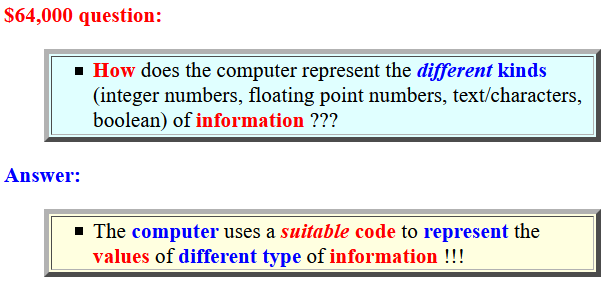 $64,000 question:
▪ How does the computer represent the different kinds
(integer numbers, floating point numbers, text/characters,
boolean) of information ???
Answer:
▪ The computer uses a suitable code to represent the
values of different type of information !!!